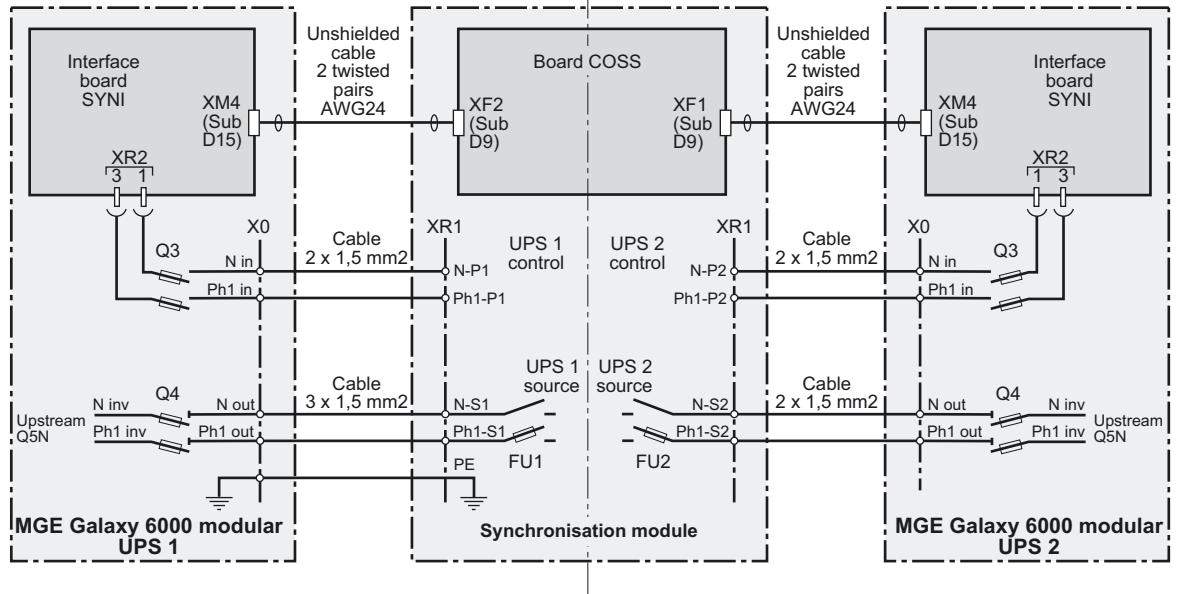 Interface
board
SYNI
XM4
(Sub
D15)
XR2
3 1
Unshielded
cable
2 twisted
pairs
AWG24
Board COSS
XF2
(Sub
D9)
XF1
(Sub
D9)
Unshielded
cable
2 twisted
pairs
AWG24
XM4
(Sub
D15)
Interface
board
SYNI
XR2
1 3
X0
Q3
N in
Ph1 in
Cable
2 x 1,5 mm2
XR1
N-P1
Ph1-P1
UPS 1
control
UPS 2
control
XR1
N-P2
Ph1-P2
Cable
2 x 1,5 mm2
X0
N in
Ph1 in
Q3
Upstream
Q5N
N inv
Ph1 inv
Q4
N out
Ph1 out
Cable
3 x 1,5 mm2
N-S1
Ph1-S1
PE
UPS 1
source
FU1
UPS 2
source
FU2
N-S2
Ph1-S2
Cable
2 x 1,5 mm2
N out
Ph1 out
Q4
N inv
Ph1 inv
Upstream
Q5N
MGE Galaxy 6000 modular
UPS 1
Synchronisation module
MGE Galaxy 6000 modular
UPS 2